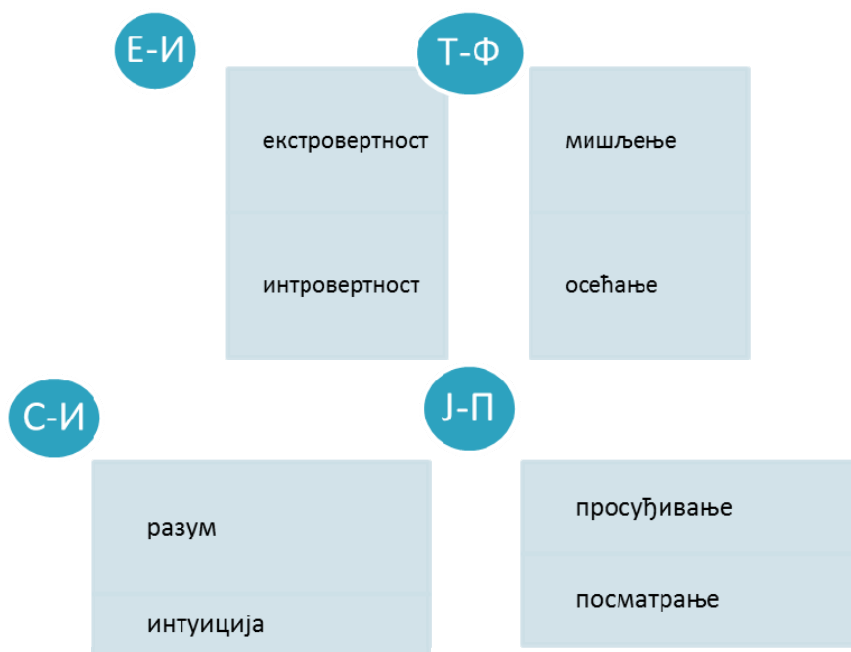 Е-И
екстровертност
интровертност
Т-Ф
мишљење
осећање
С-И
разум
интуиција
Ј-П
просуђивање
посматрање